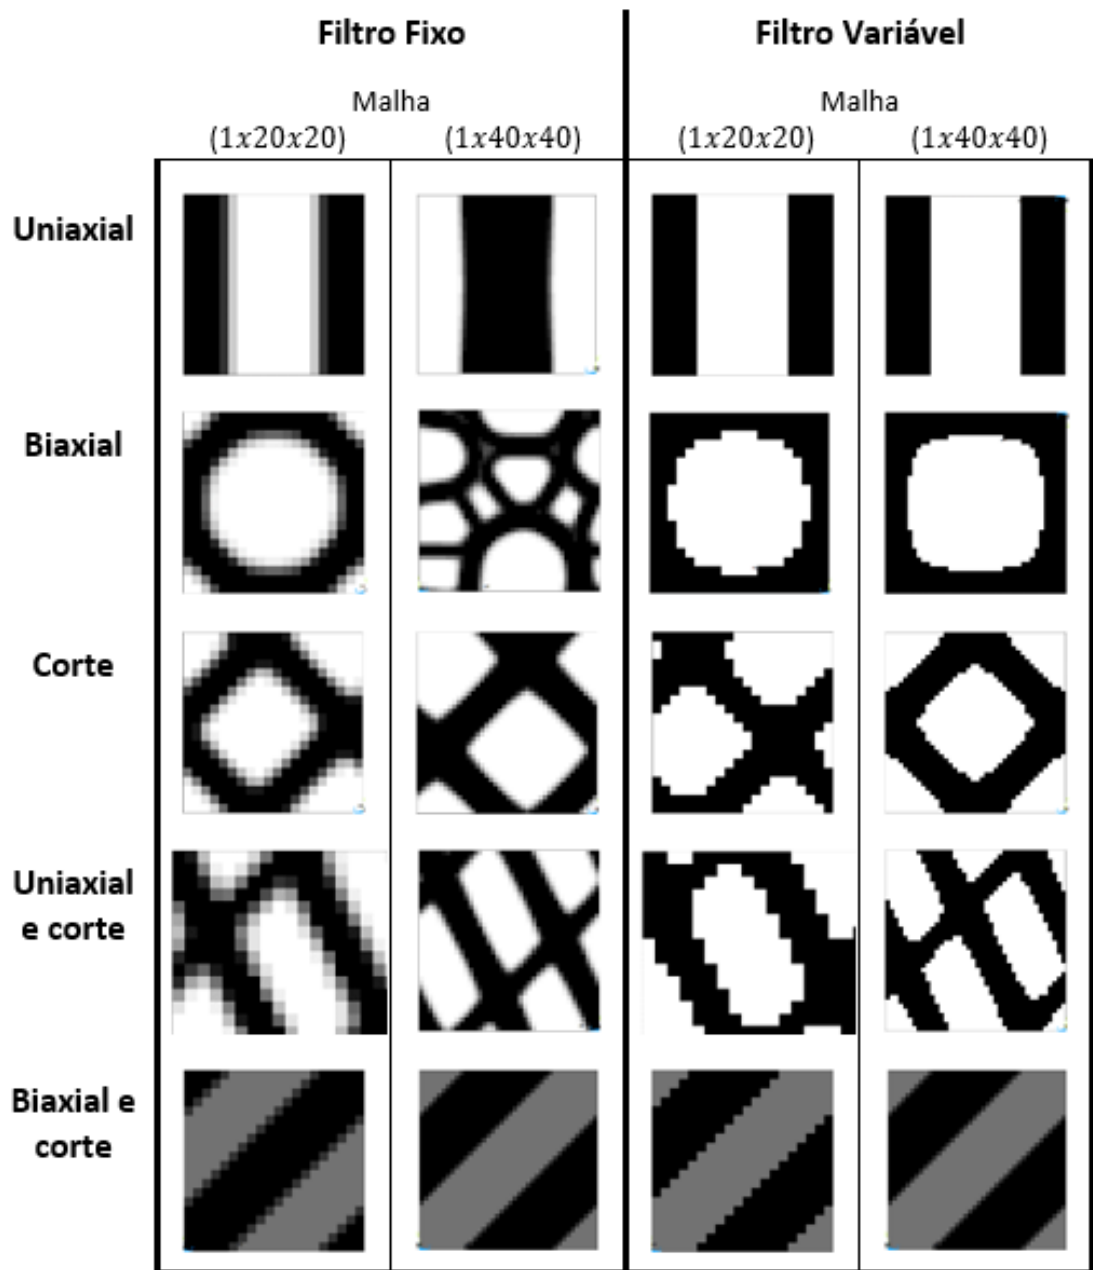 Filtro Fixo Filtro Variável
Malha Malha
(1x20x20) (1x40x40) (1x20x20) (1x40x40)
Uniaxial
Biaxial
Corte
Uniaxial
e corte
Biaxial e
corte